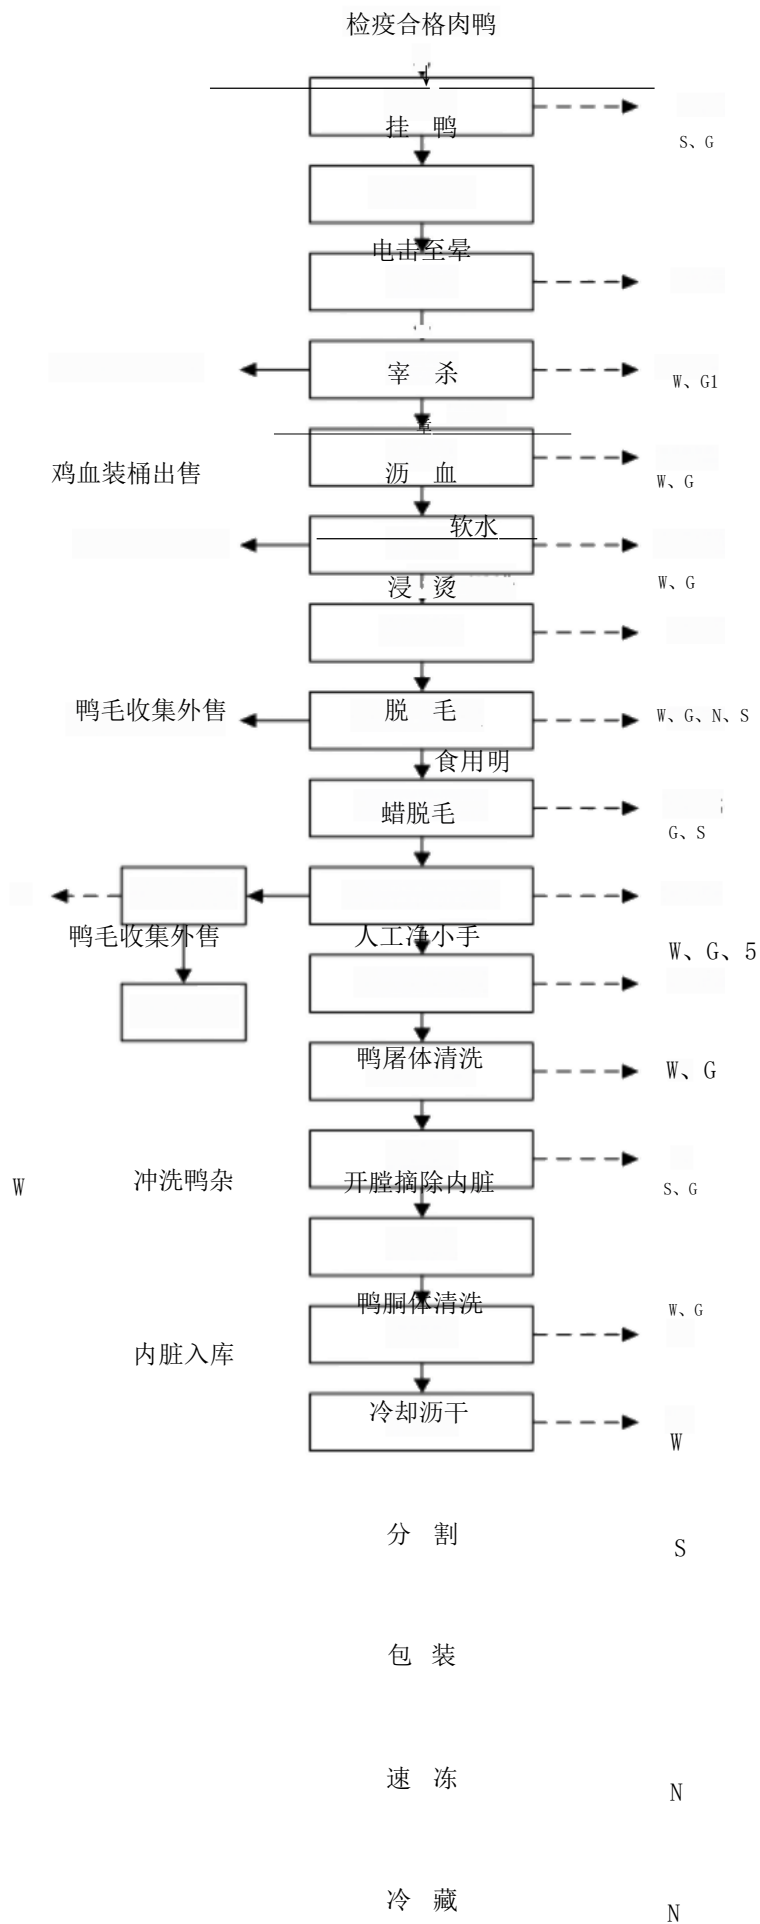 检疫合格肉鸭
挂 鸭
S、G
电击至晕
宰 杀
W、G1
鸡血装桶出售
沥 血
W、G
软水
浸 烫
W、G
鸭毛收集外售
脱 毛
W、G、N、S
食用明
蜡脱毛
G、S
鸭毛收集外售
人工净小手
W、G、5
鸭屠体清洗
W、G
W
冲洗鸭杂
开膛摘除内脏
S、G
鸭胴体清洗
W、G
内脏入库
冷却沥干
W
分 割
S
包 装
速 冻
N
冷 藏
N